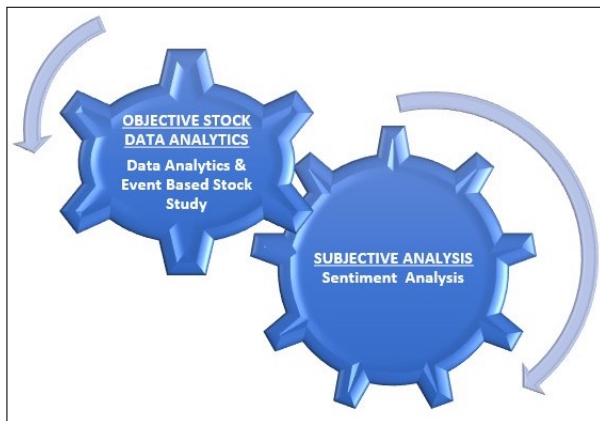 OBJECTIVE STOCK
DATA ANALYTICS
Data Analytics &
Event Based Stock
Study
SUBJECTIVE ANALYSIS
Sentiment Analysis